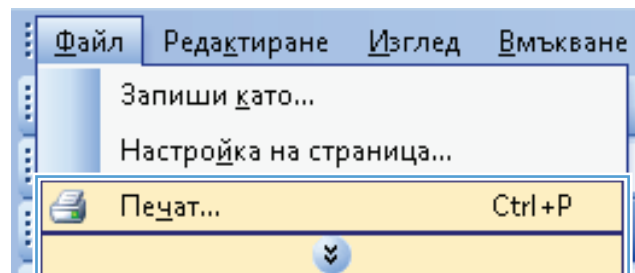 Файл Редактиране Изглед Вмъкване
Запиши като...
Настройка на страница...
Печат... Ctrl+P